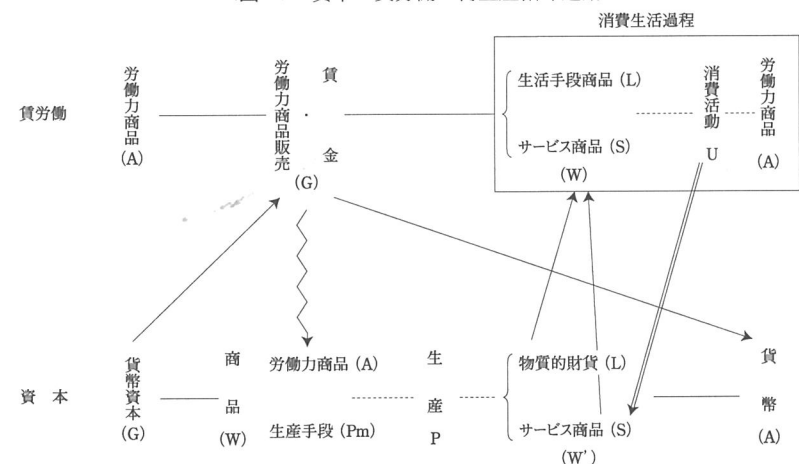 消費生活過程
賃労働
労働力商品
(A)
労働力商品販売・賃金
(G)
生活手段商品 (L)
サービス商品 (S)
(W)
消費活動
U
労働力商品
(A)
資本
貨幣資本
(G)
商品
(W)
労働力商品 (A)
生産手段 (Pm)
生産
P
物質的財貨 (L)
サービス商品 (S)
(W')
貨幣
(A)